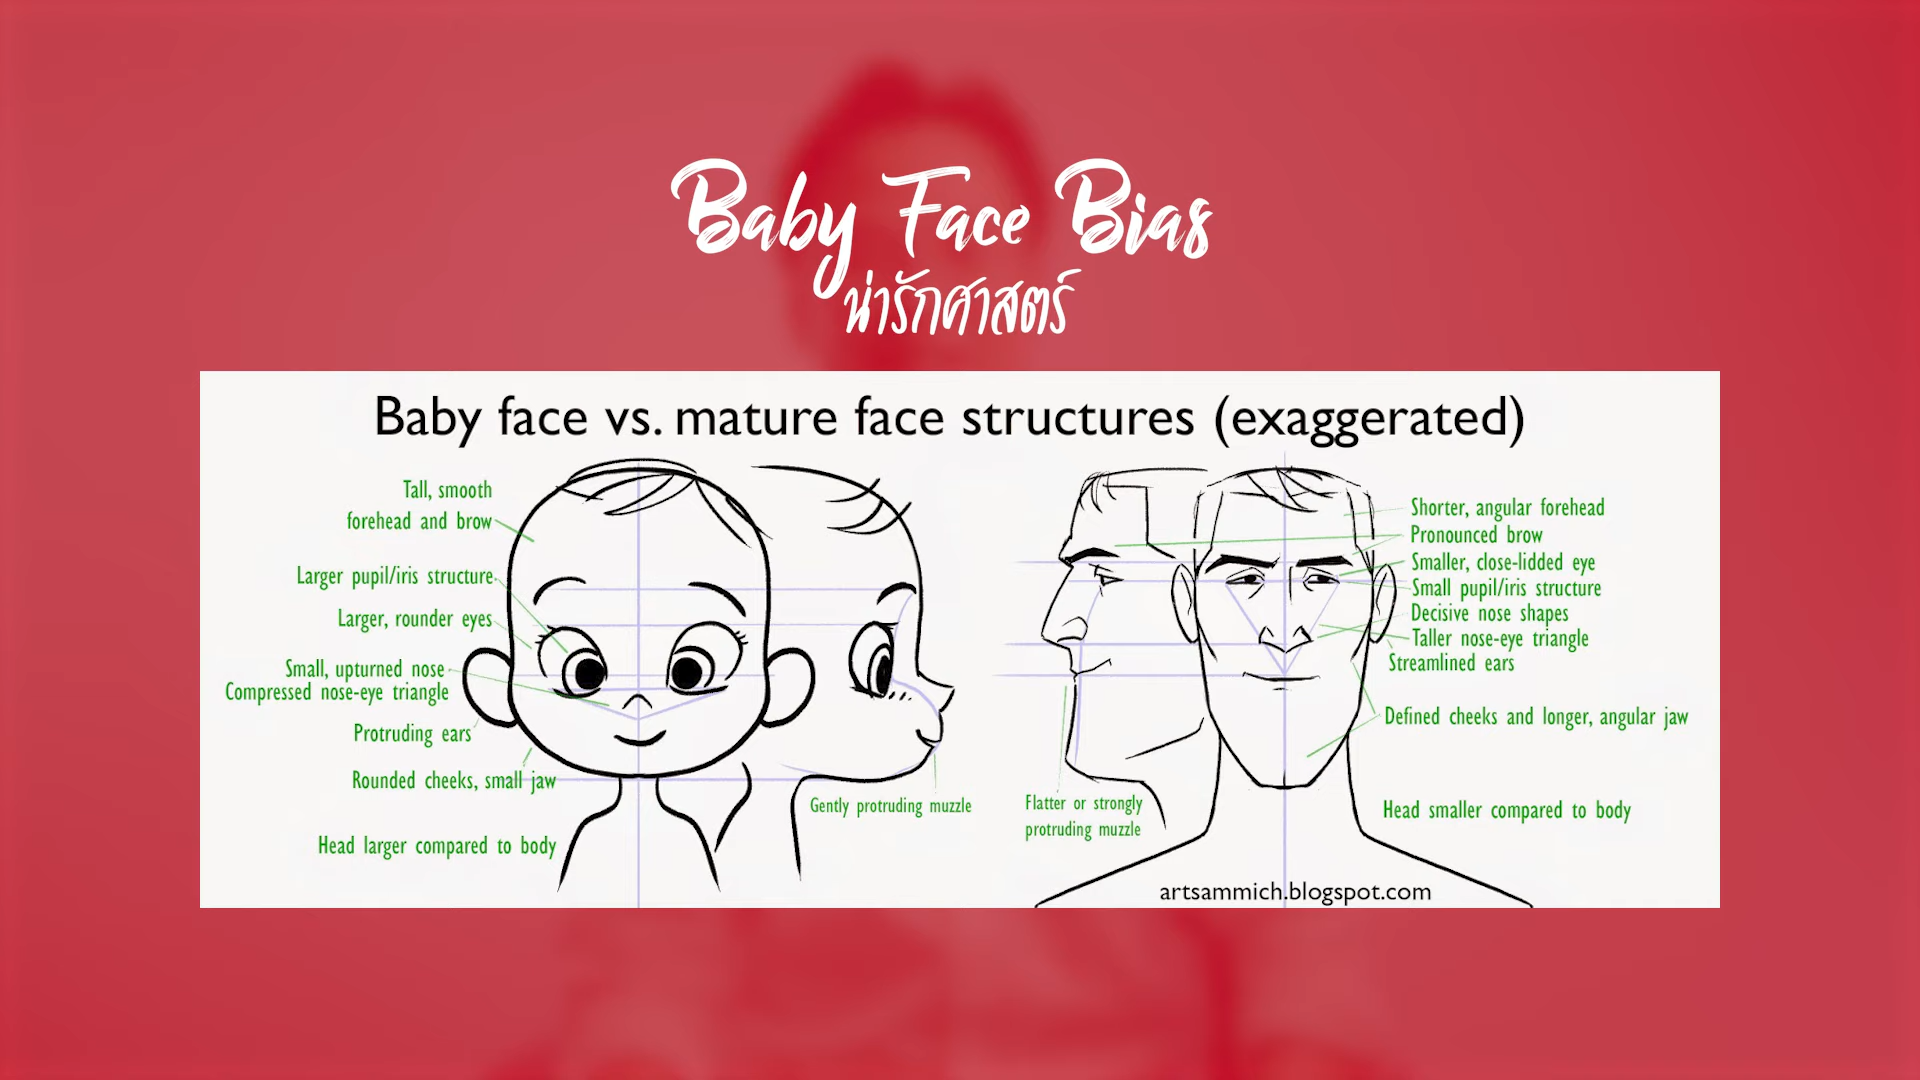 Baby Face Bias
น่ารักศาสตร์
Baby face vs. mature face structures (exaggerated)
Tall, smooth
forehead and brow
Larger pupil/iris structure
Larger, rounder eyes
Small, upturned nose
Compressed nose-eye triangle
Protruding ears
Rounded cheeks, small jaw
Head larger compared to body
Gently protruding muzzle
Flatter or strongly
protruding muzzle
Shorter, angular forehead
Pronounced brow
Smaller, close-lidded eye
Small pupil/iris structure
Decisive nose shapes
Taller nose-eye triangle
Streamlined ears
Defined cheeks and longer, angular jaw
Head smaller compared to body
artsammich.blogspot.com